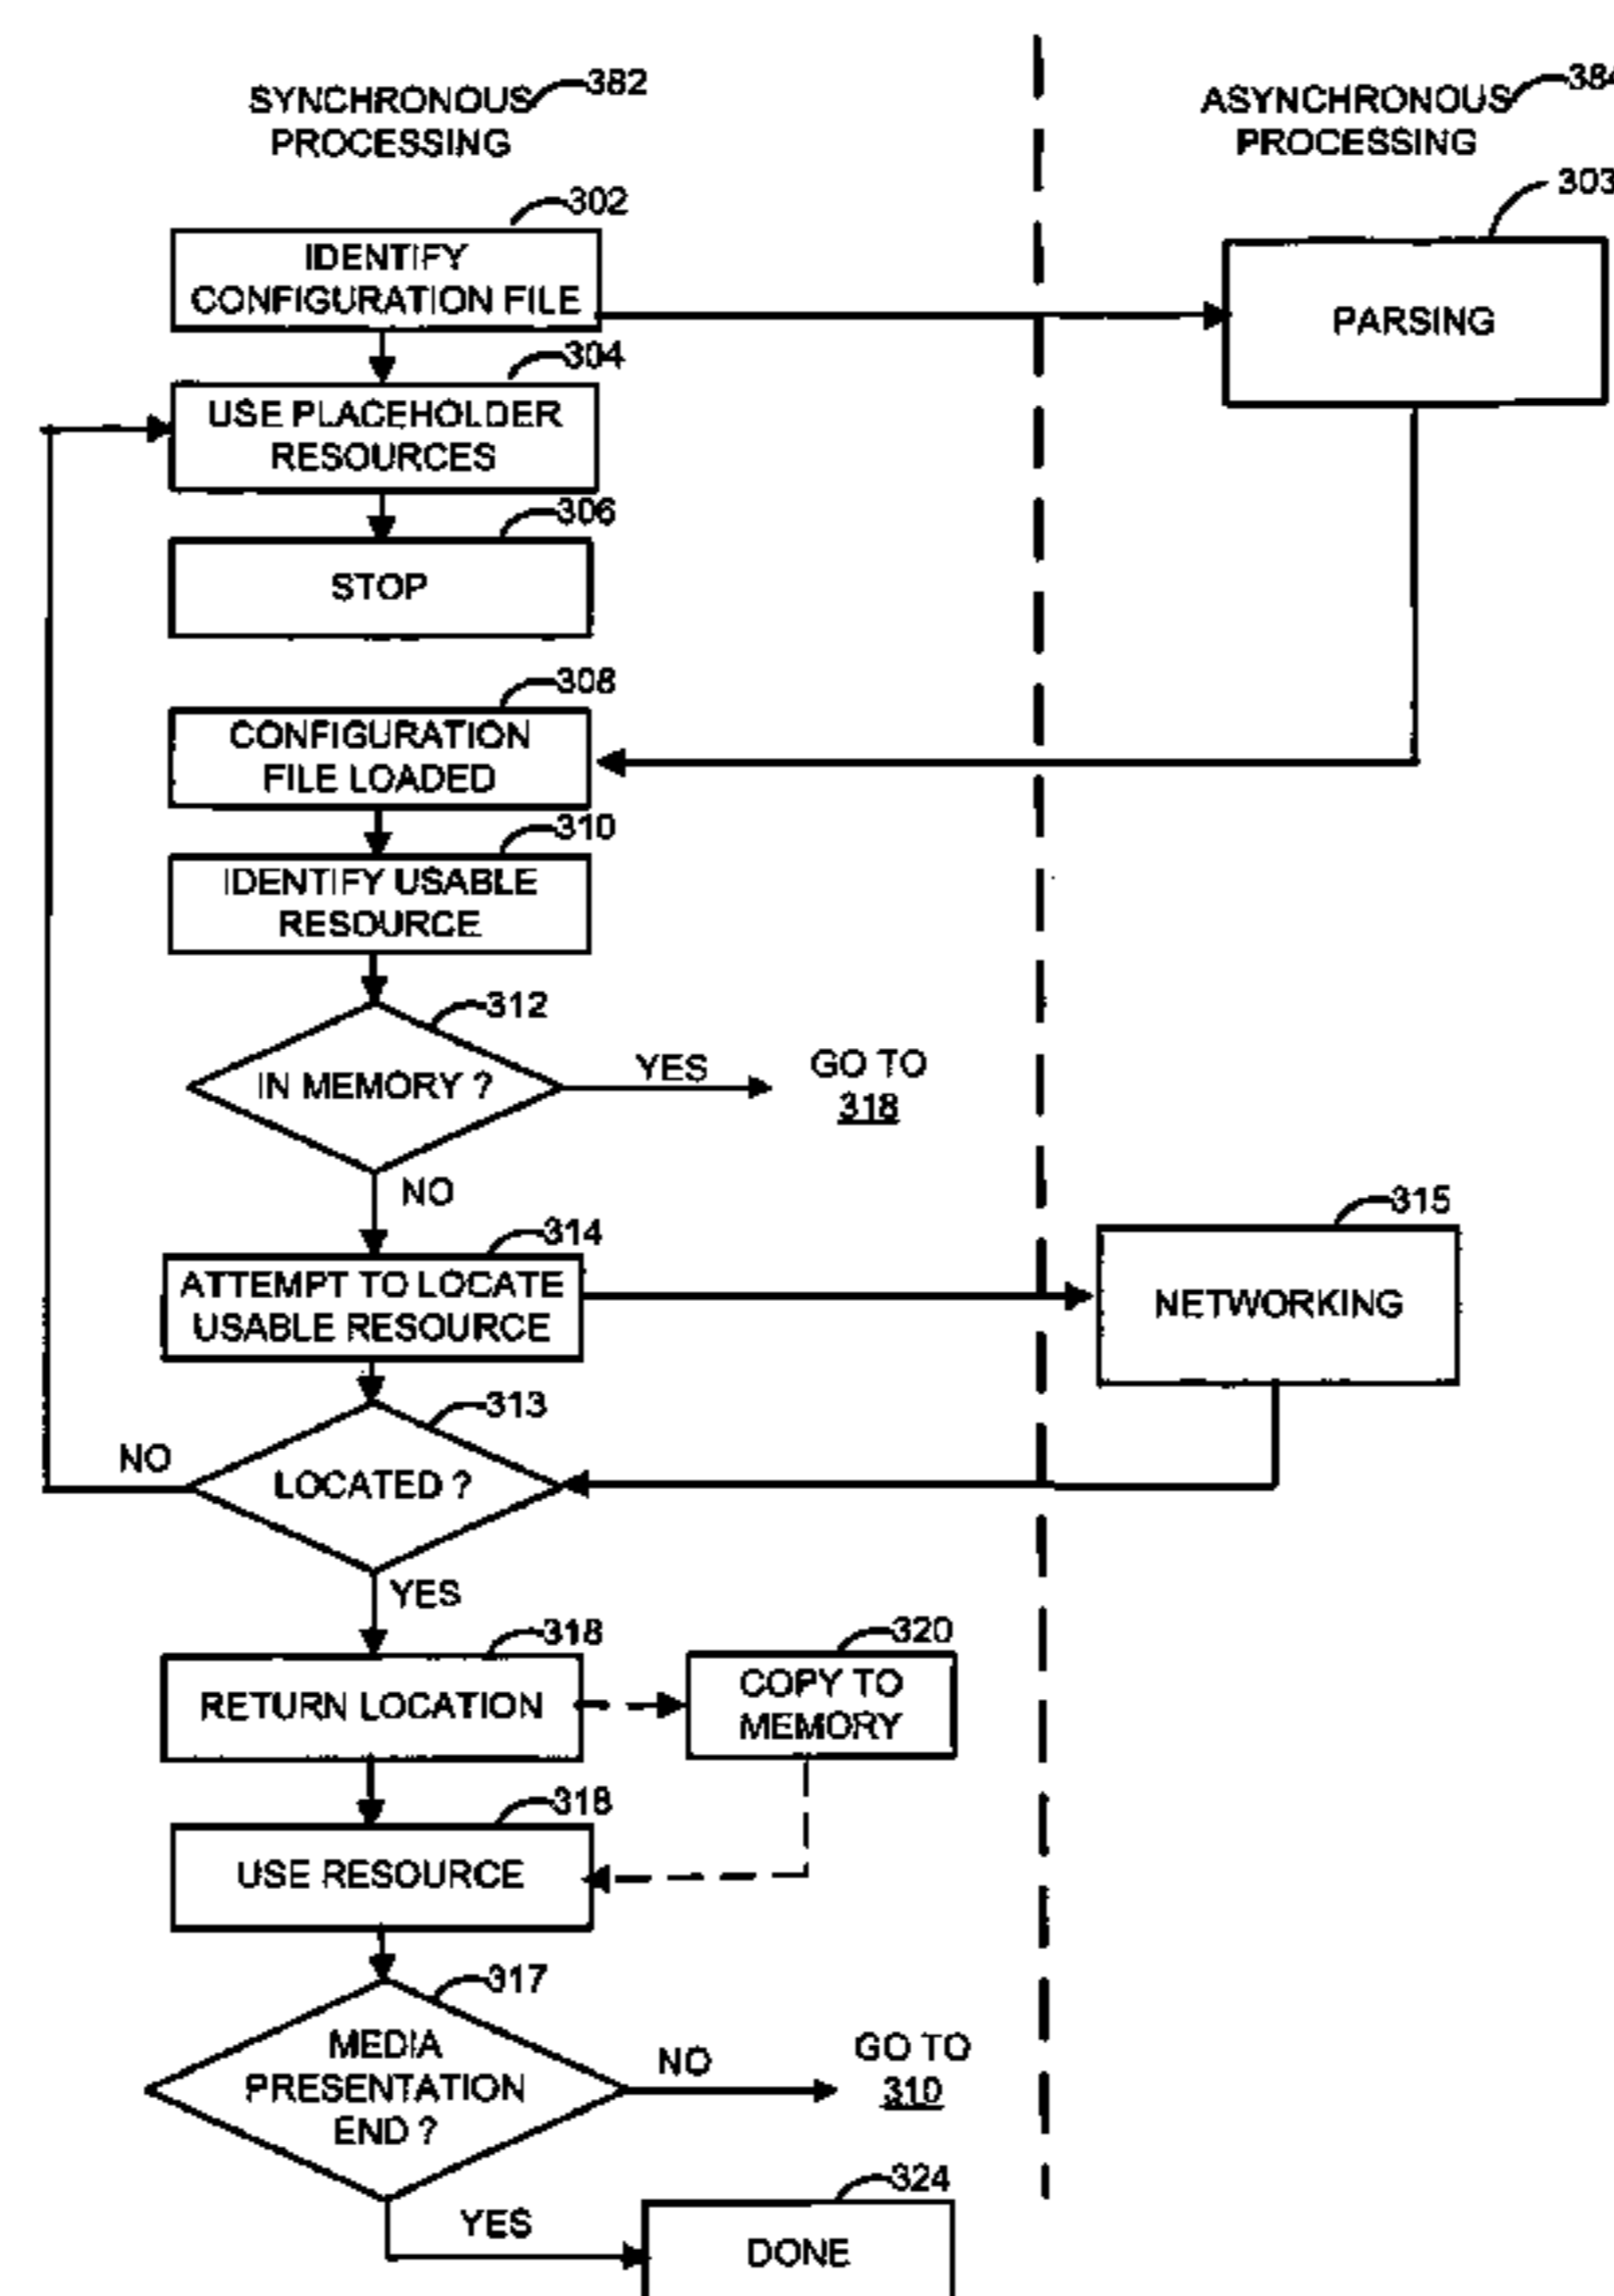 SYNCHRONOUS
PROCESSING
382
ASYNCHRONOUS
PROCESSING
384
302
IDENTIFY
CONFIGURATION FILE
303
PARSING
304
USE PLACEHOLDER
RESOURCES
306
STOP
308
CONFIGURATION
FILE LOADED
310
IDENTIFY USABLE
RESOURCE
312
IN MEMORY ?
YES
GO TO
318
NO
314
ATTEMPT TO LOCATE
USABLE RESOURCE
315
NETWORKING
313
LOCATED ?
NO
YES
318
RETURN LOCATION
320
COPY TO
MEMORY
318
USE RESOURCE
317
MEDIA
PRESENTATION
END ?
NO
GO TO
310
YES
324
DONE